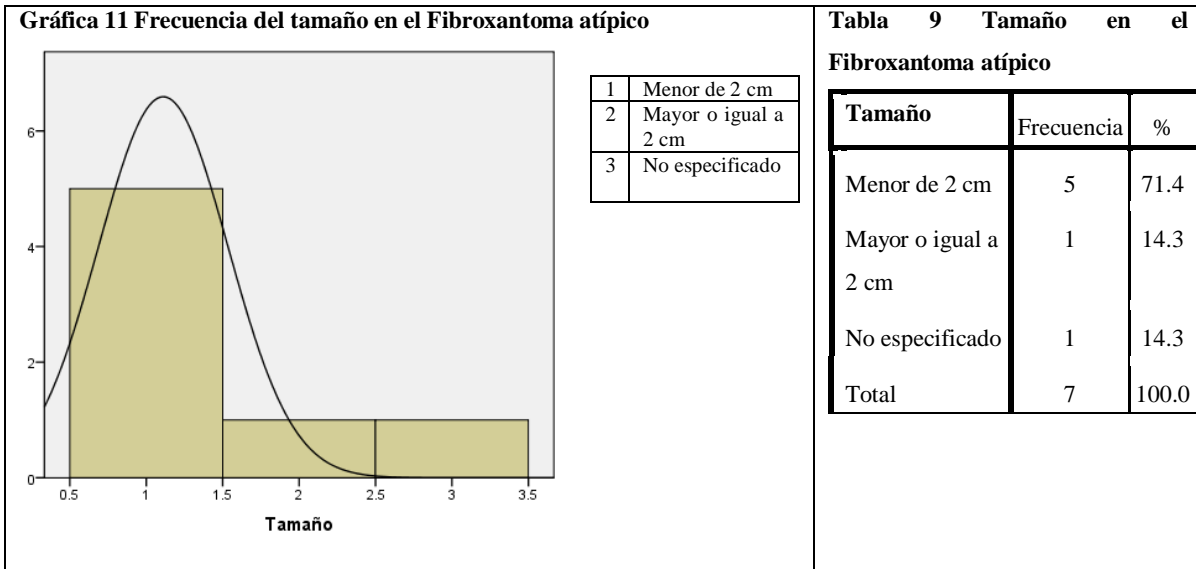 Gráfica 11 Frecuencia del tamaño en el Fibroxantoma atípico
6
4
2
0
0.5 1 1.5 2 2.5 3 3.5
Tamaño
1 Menor de 2 cm
2 Mayor o igual a
2 cm
3 No especificado
Tabla 9 Tamaño en el
Fibroxantoma atípico
Tamaño Frecuencia %
Menor de 2 cm 5 71.4
Mayor o igual a 1 14.3
2 cm
No especificado 1 14.3
Total 7 100.0